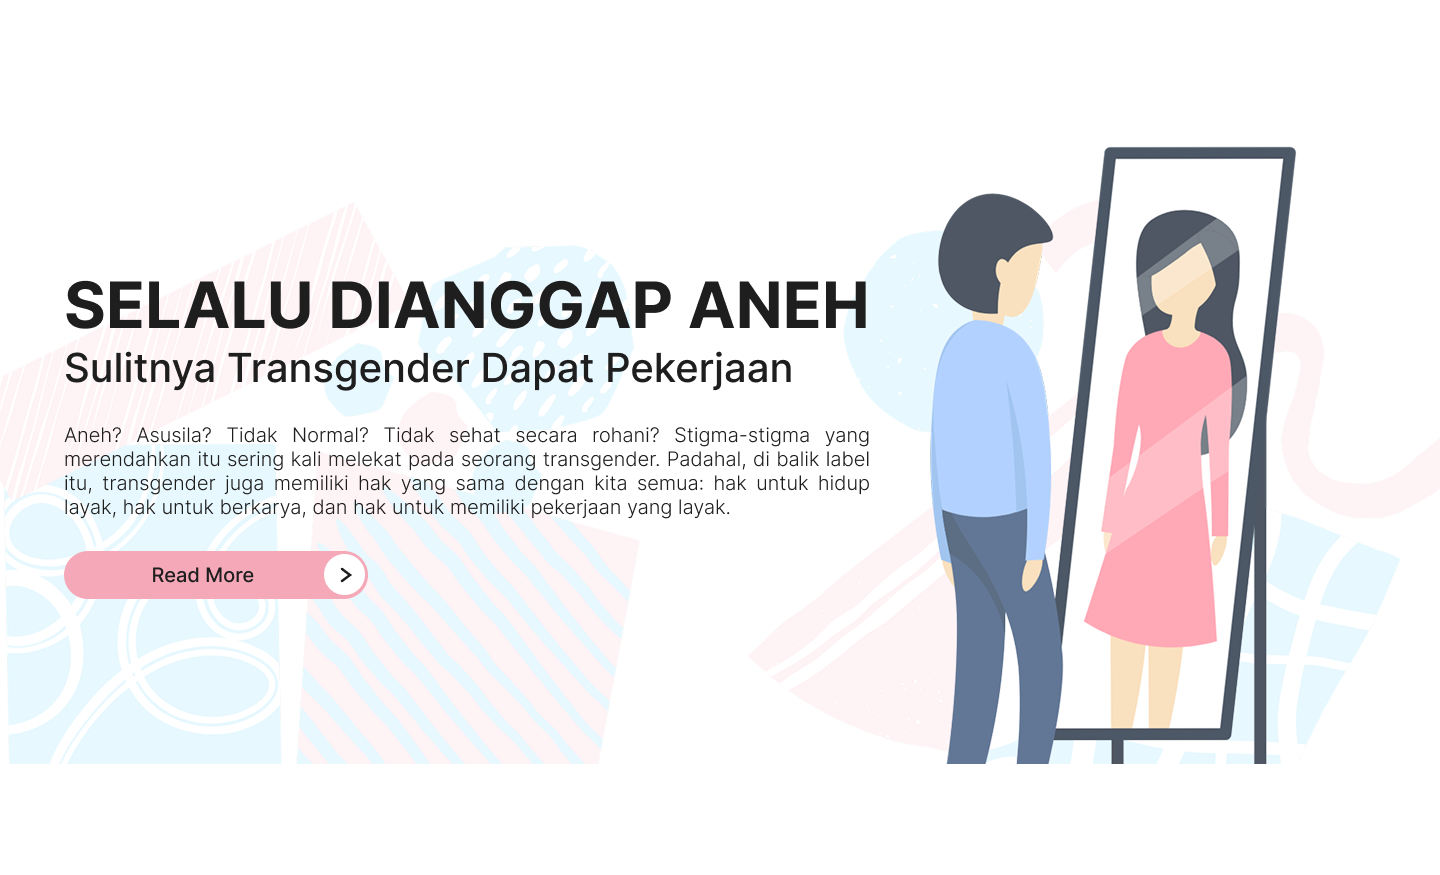 SELALU DIANGGAP ANEH
Sulitnya Transgender Dapat Pekerjaan
Aneh? Asusila? Tidak Normal? Tidak sehat secara rohani? Stigma-stigma yang
merendahkan itu sering kali melekat pada seorang transgender. Padahal, di balik label
itu, transgender juga memiliki hak yang sama dengan kita semua: hak untuk hidup
layak, hak untuk berkarya, dan hak untuk memiliki pekerjaan yang layak.
Read More